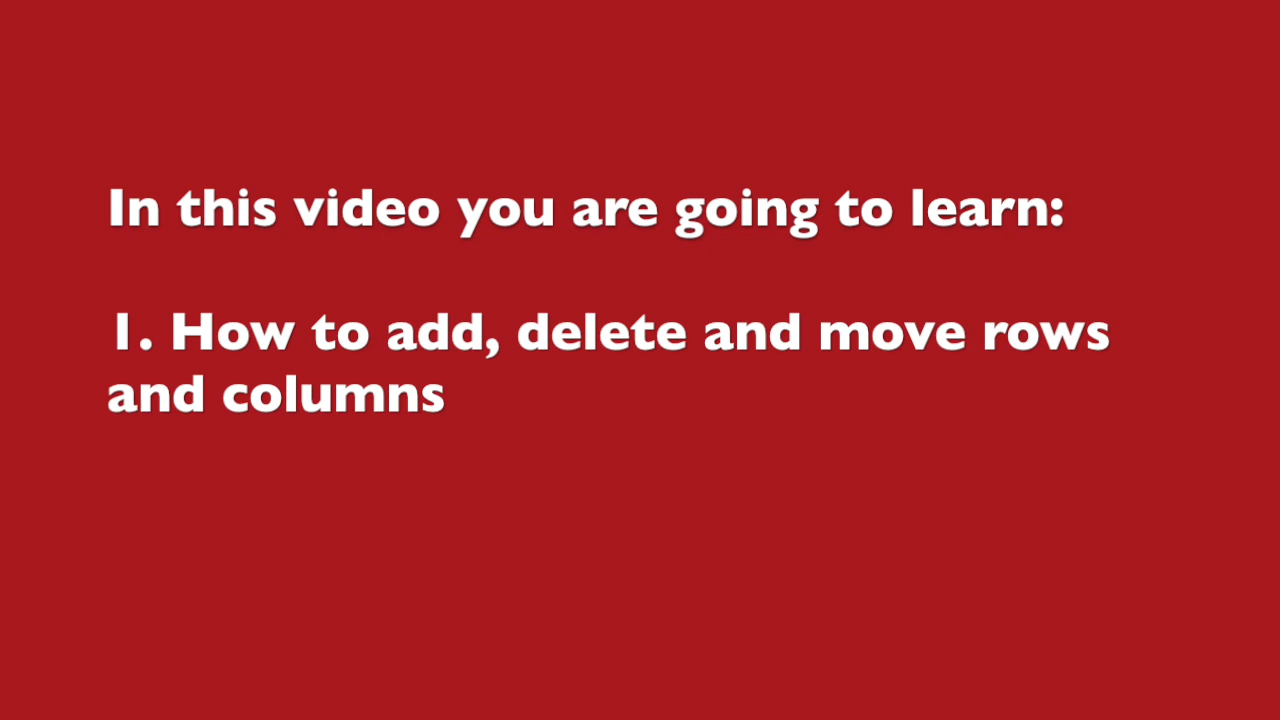 In this video you are going to learn:
1. How to add, delete and move rows
and columns